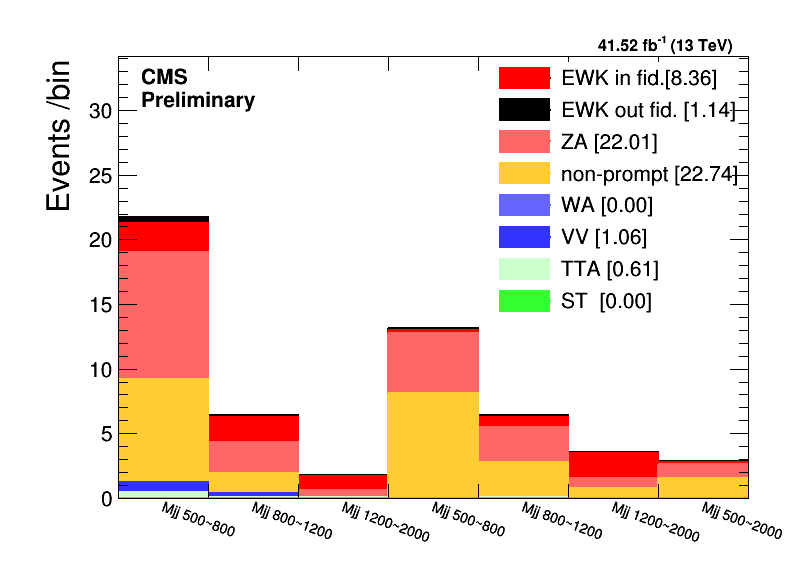 41.52 fb-1 (13 TeV)
CMS
Preliminary
Events /bin
EWK in fid.[8.36]
EWK out fid. [1.14]
ZA [22.01]
non-prompt [22.74]
WA [0.00]
VV [1.06]
TTA [0.61]
ST [0.00]
30
25
20
15
10
5
0
Mjj 500~800 Mjj 800~1200 Mjj 1200~2000 Mjj 500~800 Mjj 800~1200 Mjj 1200~2000 Mjj 500~2000